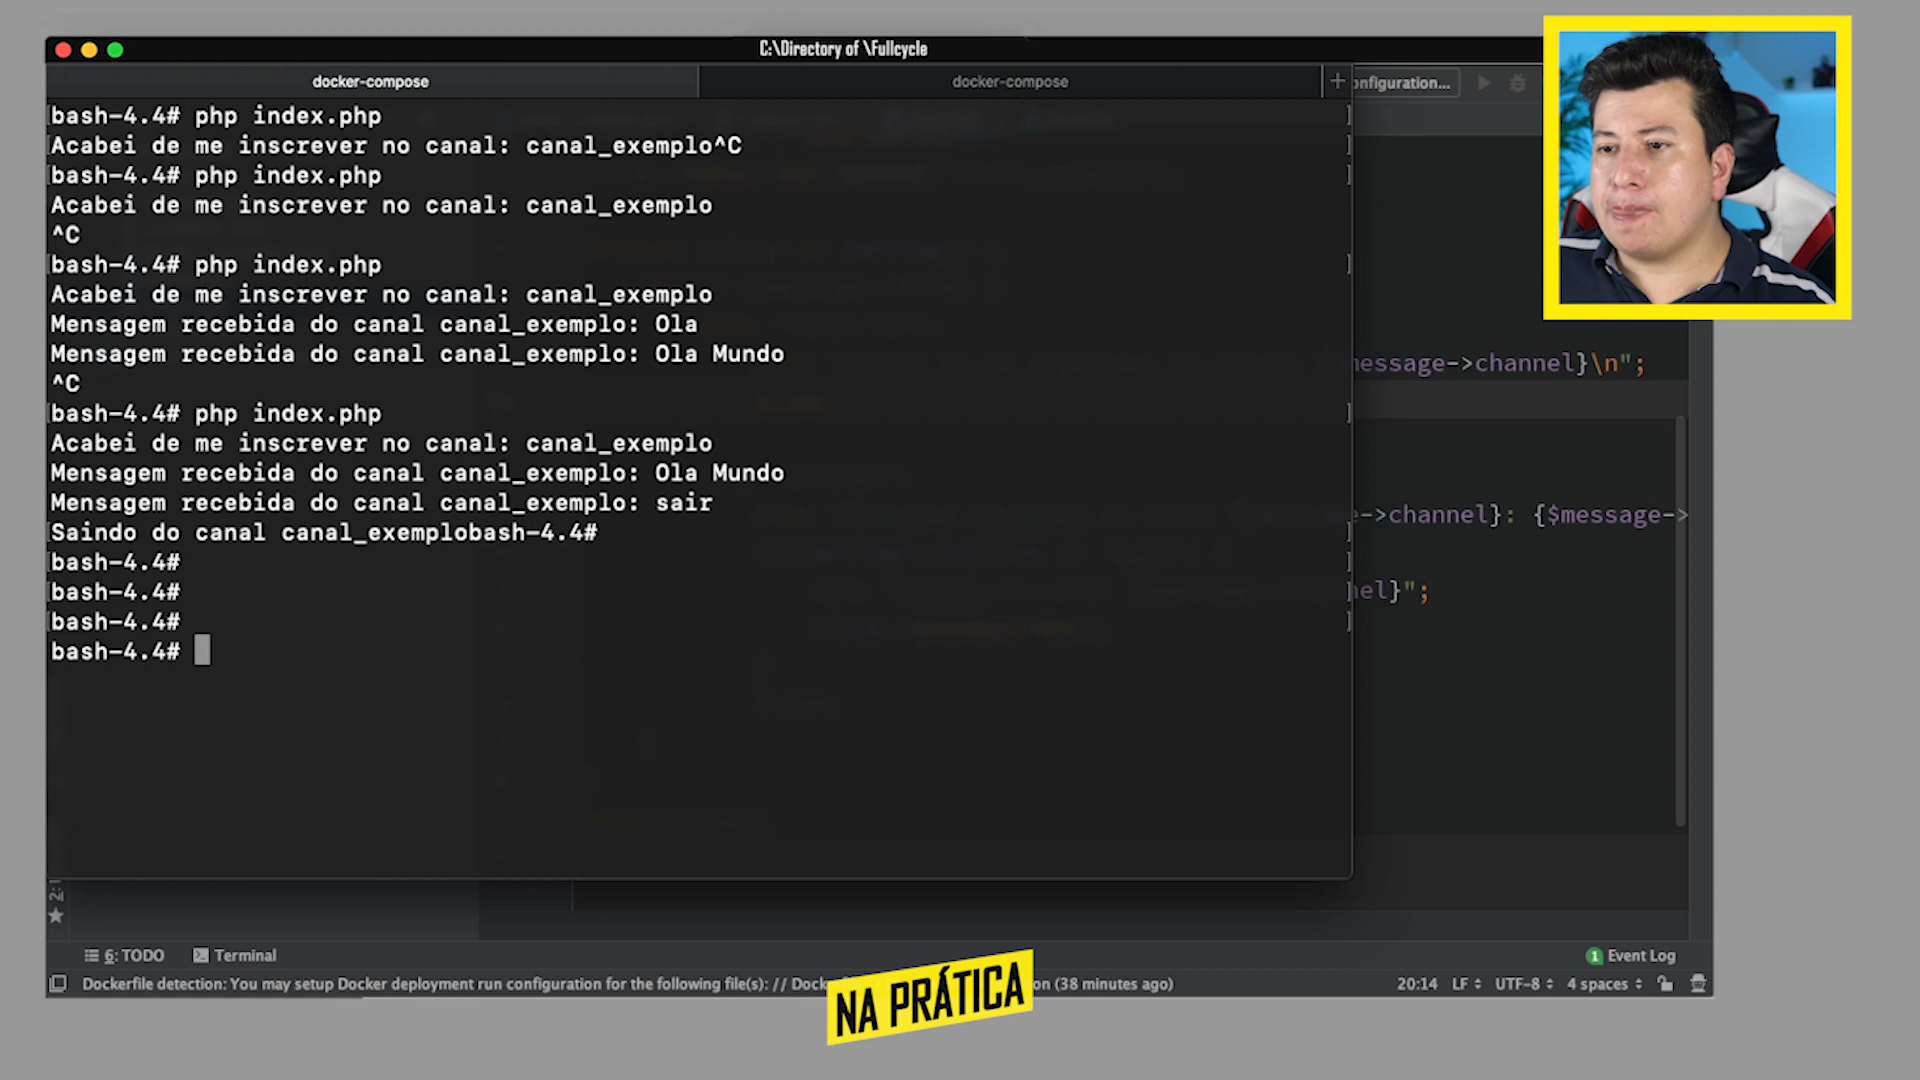 C:\Directory of \Fullcycle
docker-compose
docker-compose
+
onfiguration...
bash-4.4# php index.php
Acabei de me inscrever no canal: canal_exemplo^C
bash-4.4# php index.php
Acabei de me inscrever no canal: canal_exemplo
^C
bash-4.4# php index.php
Acabei de me inscrever no canal: canal_exemplo
Mensagem recebida do canal canal_exemplo: Ola
Mensagem recebida do canal canal_exemplo: Ola Mundo
^C
bash-4.4# php index.php
Acabei de me inscrever no canal: canal_exemplo
Mensagem recebida do canal canal_exemplo: Ola Mundo
Mensagem recebida do canal canal_exemplo: sair
Saindo do canal canal_exemplobash-4.4#
bash-4.4#
bash-4.4#
bash-4.4#
bash-4.4#
message->channel}\n";
->channel}: {$message->
nel}";
6: TODO
Terminal
1 Event Log
Dockerfile detection: You may setup Docker deployment run configuration for the following file(s): // Dock
on (38 minutes ago)
20:14 LF UTF-8 4 spaces
NA PRÁTICA